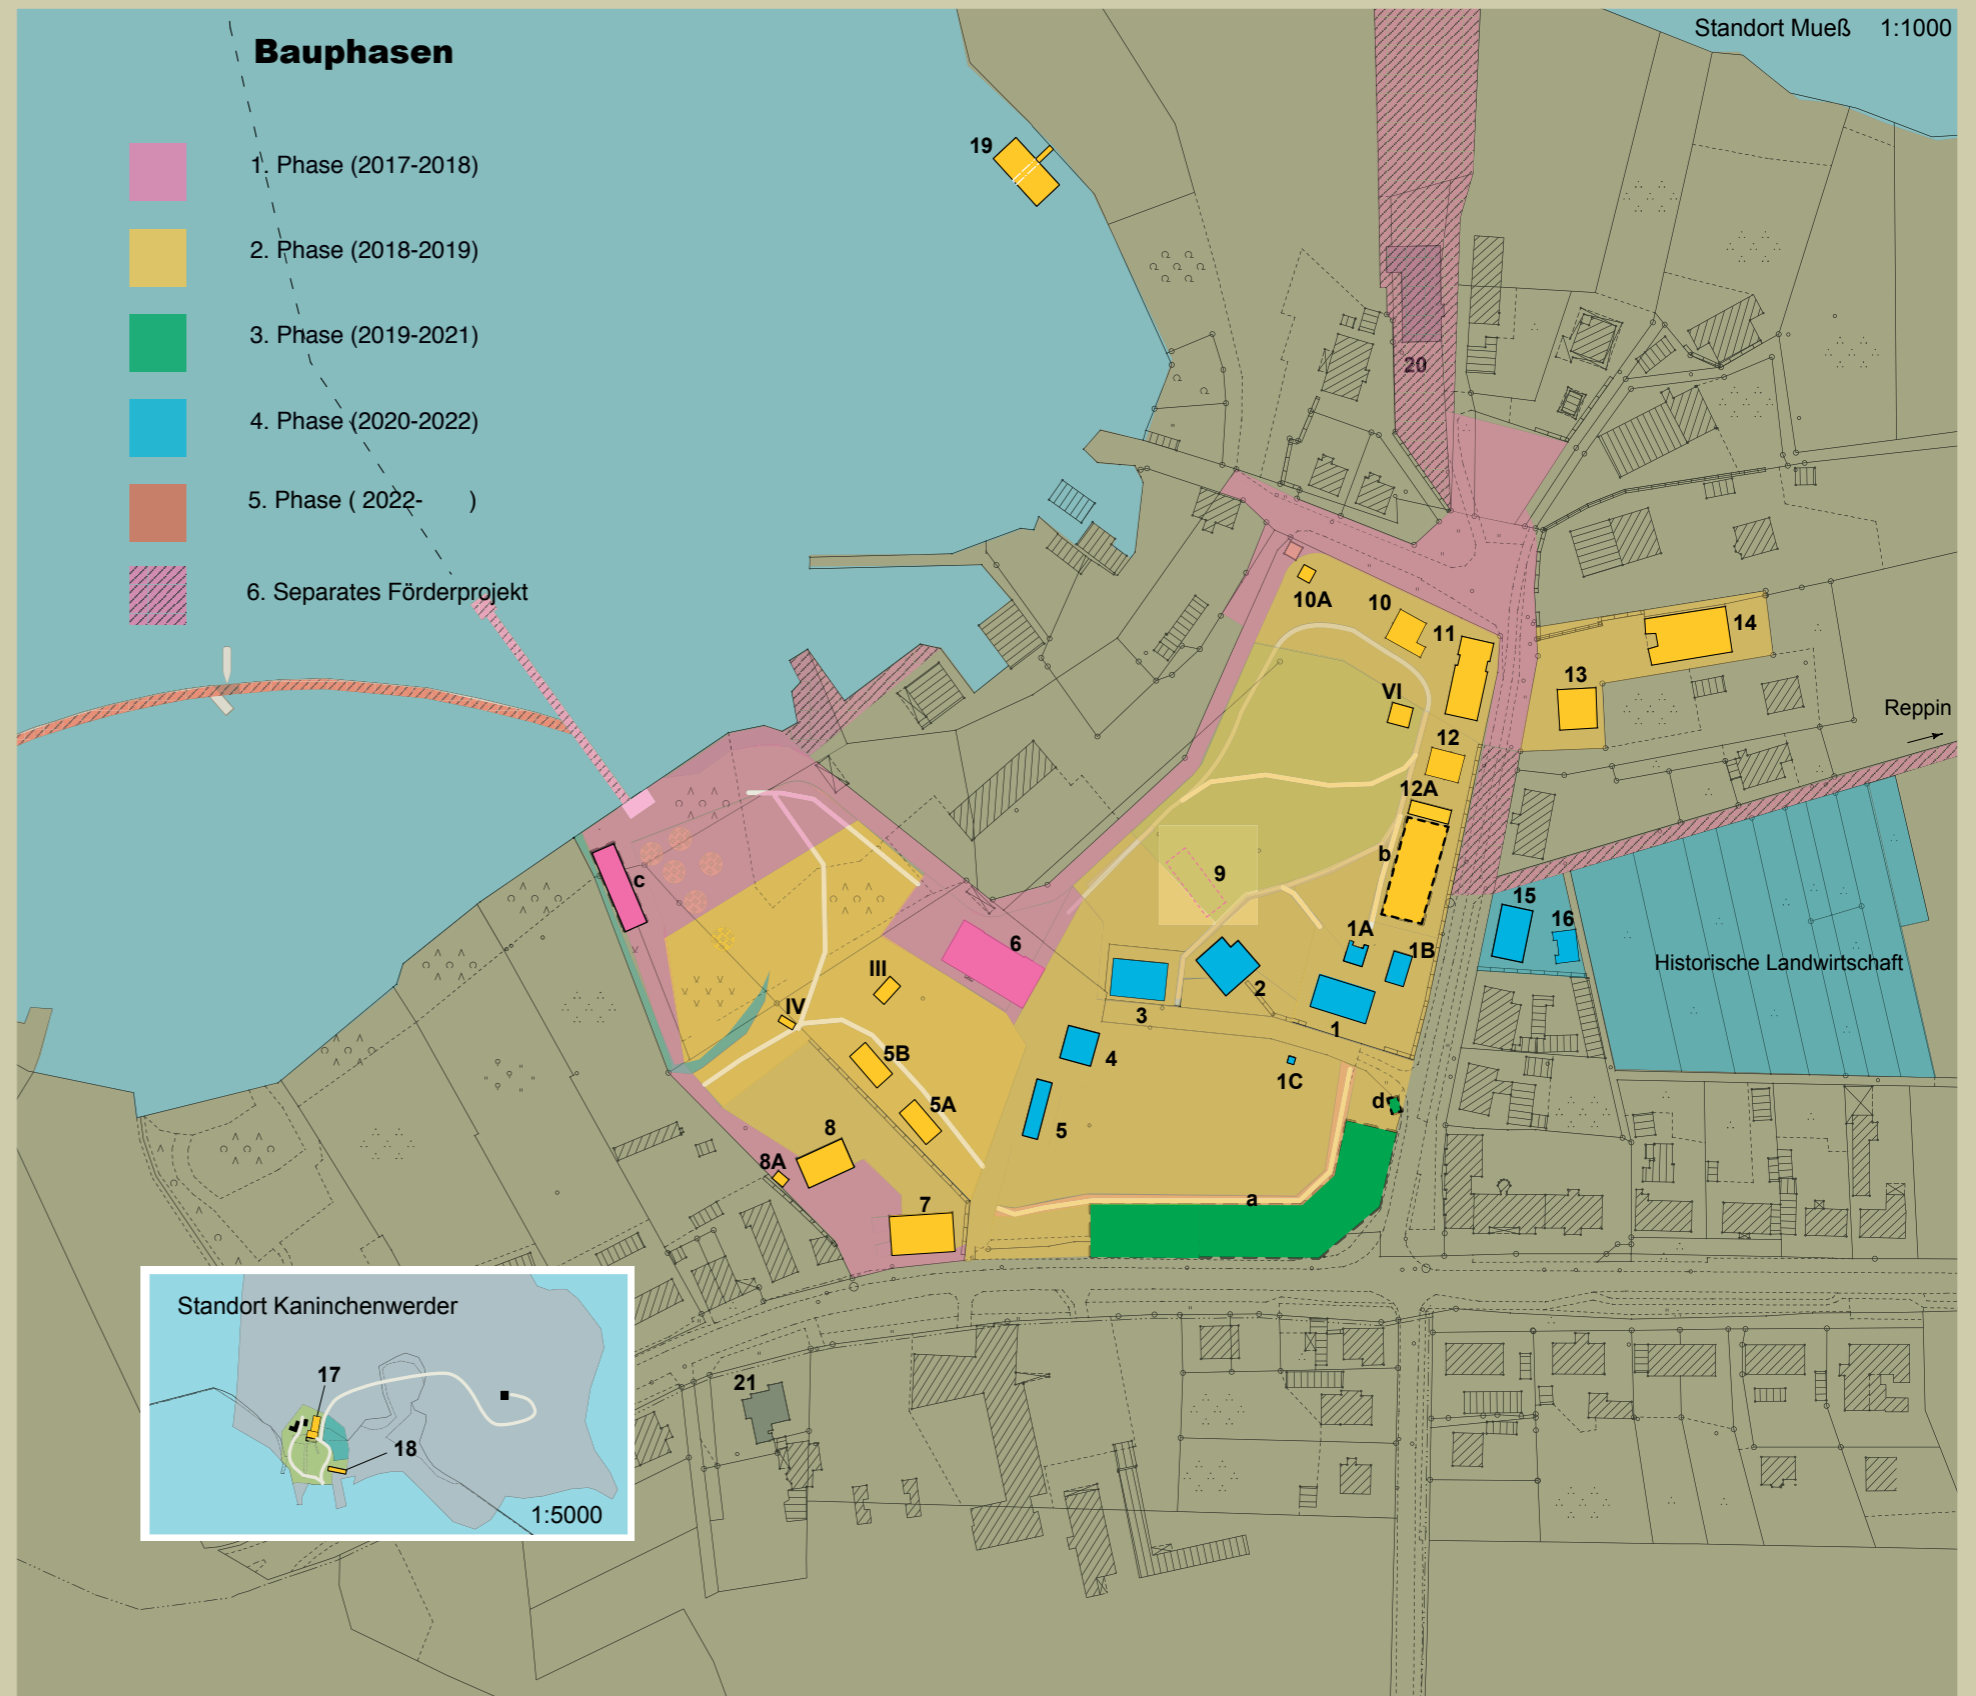 Bauphasen
Standort Mueß 1:1000
1. Phase (2017-2018)
2. Phase (2018-2019)
3. Phase (2019-2021)
4. Phase (2020-2022)
5. Phase ( 2022- )
6. Separates Förderprojekt
19
20
10A
10
11
14
13
VI
Reppin
12
12A
b
9
c
15
16
1A
1B
6
III
2
Historische Landwirtschaft
IV
3
1
5B
4
1C
5A
d
5
8
8A
7
a
Standort Kaninchenwerder
17
18
1:5000
21